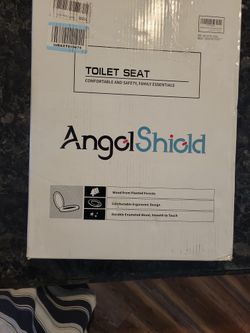 TOILET SEAT
COMFORTABLE AND SAFETY, FAMILY ESSENTIALS
AngelShield
Wood From Planted Forests
Comfortable Ergonomic Design
Durable Enameled Wood, Smooth to Touch